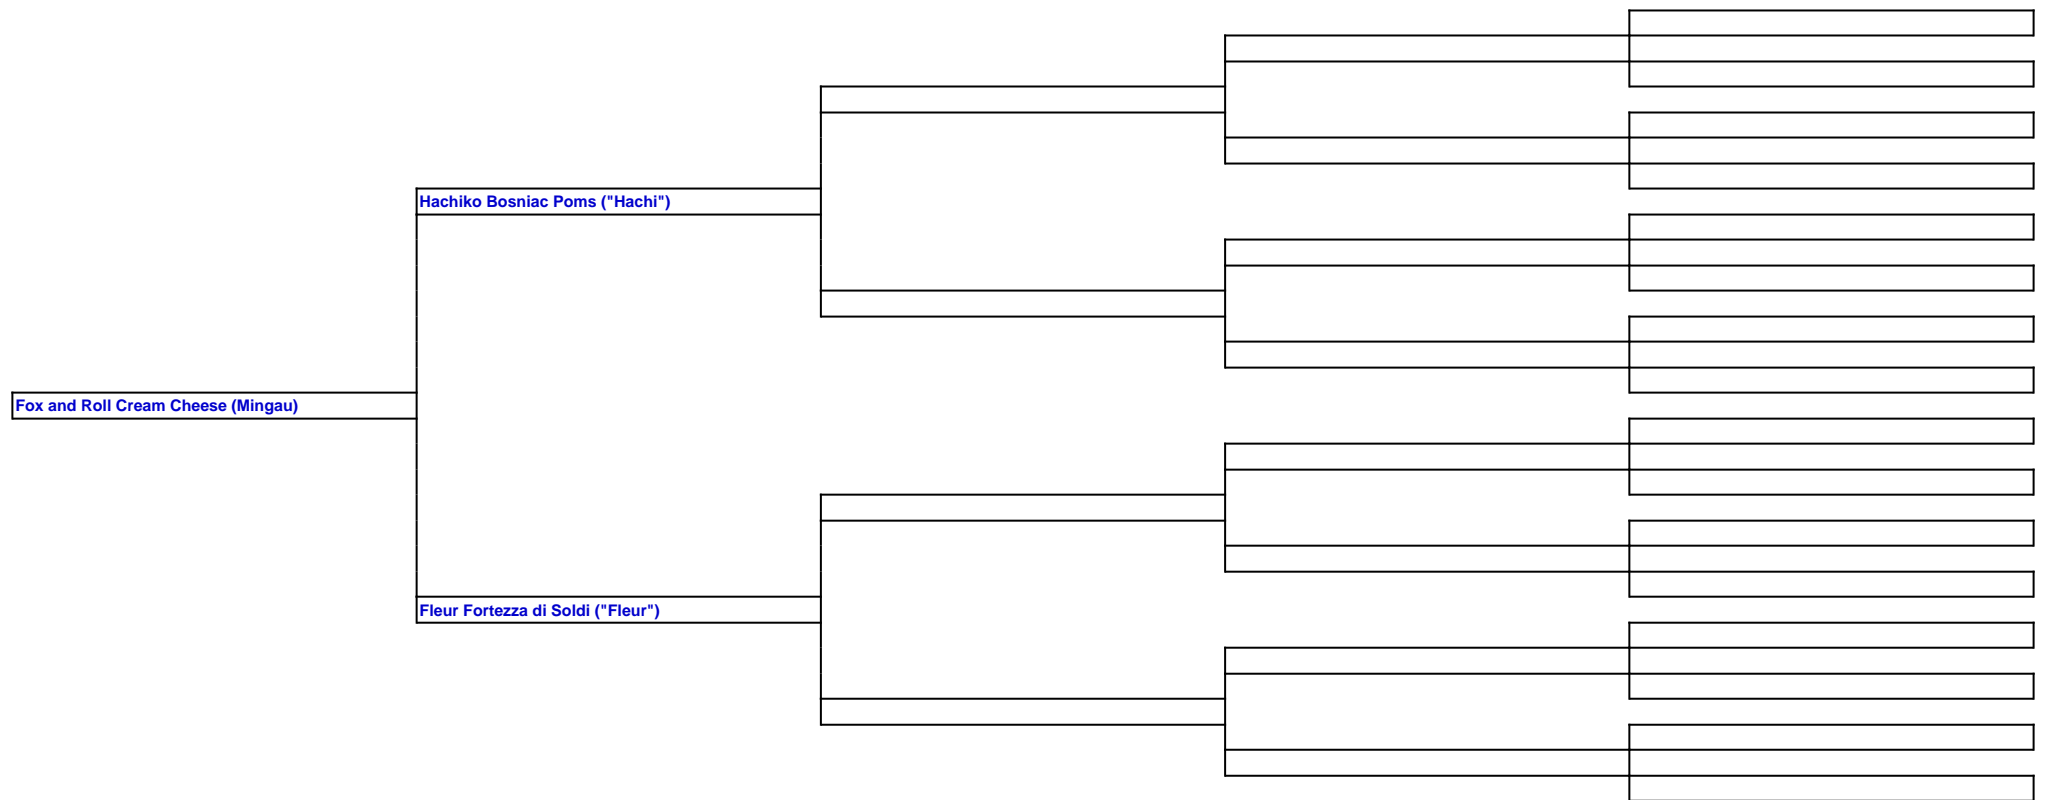 Hachiko Bosniac Poms ("Hachi")
Fox and Roll Cream Cheese (Mingau)
Fleur Fortezza di Soldi ("Fleur")